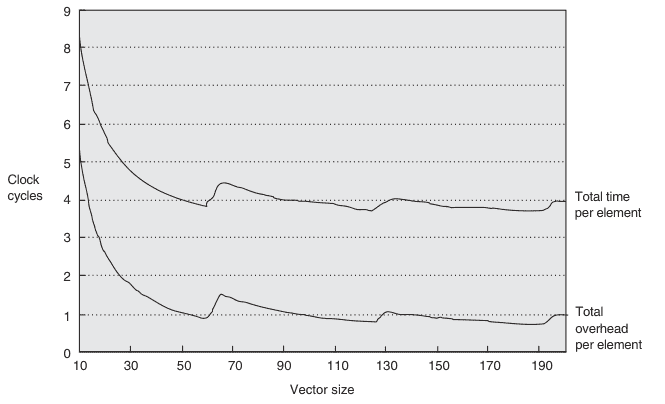 9
8
7
6
5
4
3
2
1
0
Clock
cycles
10 30 50 70 90 110 130 150 170 190
Vector size
Total time
per element
Total
overhead
per element